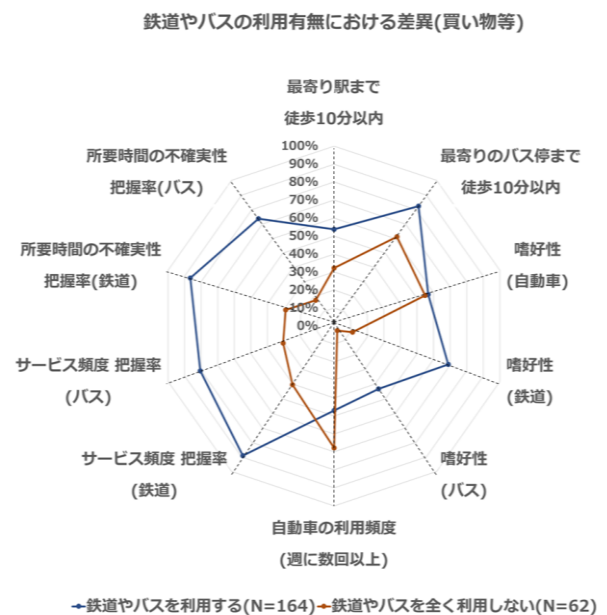 鉄道やバスの利用有無における差異(買い物等)
最寄り駅まで
徒歩10分以内
最寄りのバス停まで
徒歩10分以内
嗜好性
(自動車)
嗜好性
(鉄道)
嗜好性
(バス)
自動車の利用頻度
(週に数回以上)
サービス頻度 把握率
(鉄道)
サービス頻度 把握率
(バス)
所要時間の不確実性
把握率(鉄道)
所要時間の不確実性
把握率(バス)
100%
90%
80%
70%
60%
50%
40%
30%
20%
10%
0%
鉄道やバスを利用する(N=164)
鉄道やバスを全く利用しない(N=62)